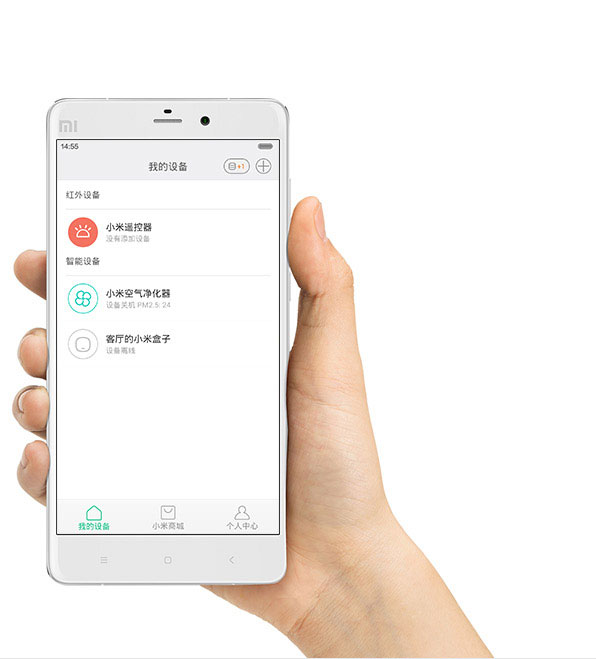 MI
14:55
我的设备
+1
红外设备
小米遥控器
没有添加设备
智能设备
小米空气净化器
设备关机 PM2.5: 24
客厅的小米盒子
设备离线
我的设备
小米商城
个人中心